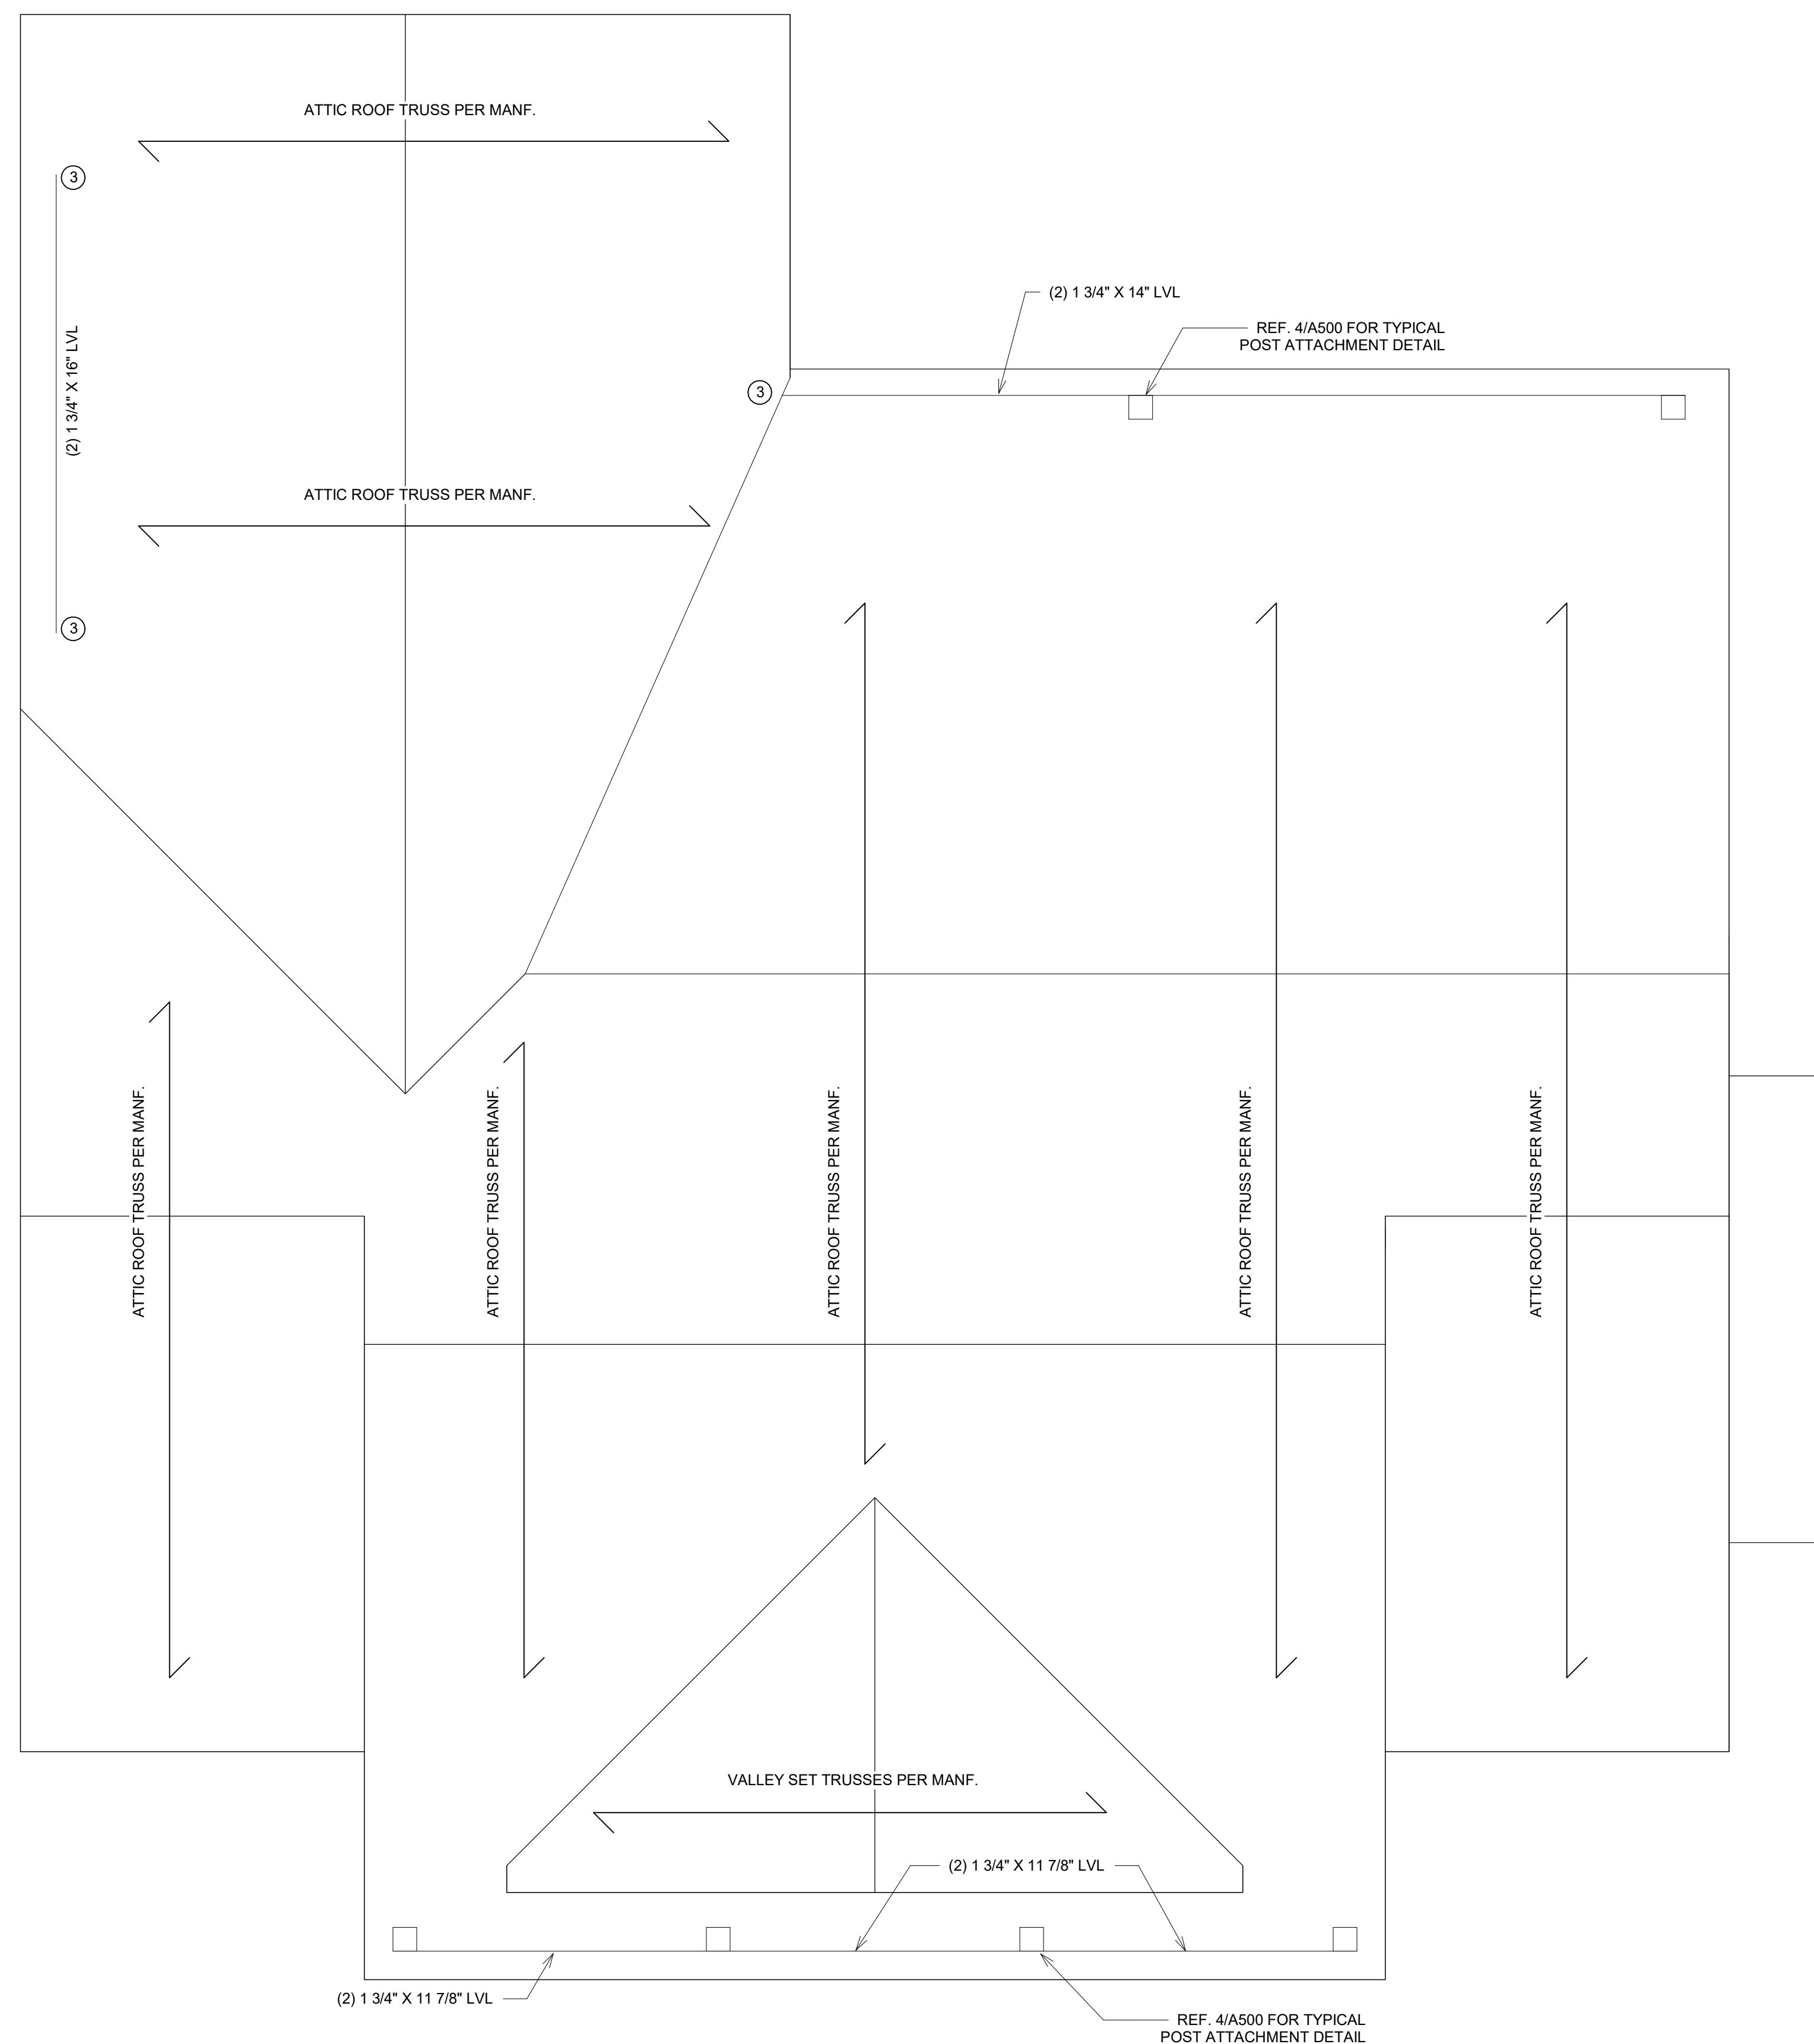 ATTIC ROOF TRUSS PER MANF.
3
(2) 1 3/4" X 16" LVL
(2) 1 3/4" X 14" LVL
REF. 4/A500 FOR TYPICAL
POST ATTACHMENT DETAIL
3
ATTIC ROOF TRUSS PER MANF.
3
ATTIC ROOF TRUSS PER MANF.
ATTIC ROOF TRUSS PER MANF.
ATTIC ROOF TRUSS PER MANF.
ATTIC ROOF TRUSS PER MANF.
ATTIC ROOF TRUSS PER MANF.
VALLEY SET TRUSSES PER MANF.
(2) 1 3/4" X 11 7/8" LVL
(2) 1 3/4" X 11 7/8" LVL
REF. 4/A500 FOR TYPICAL
POST ATTACHMENT DETAIL